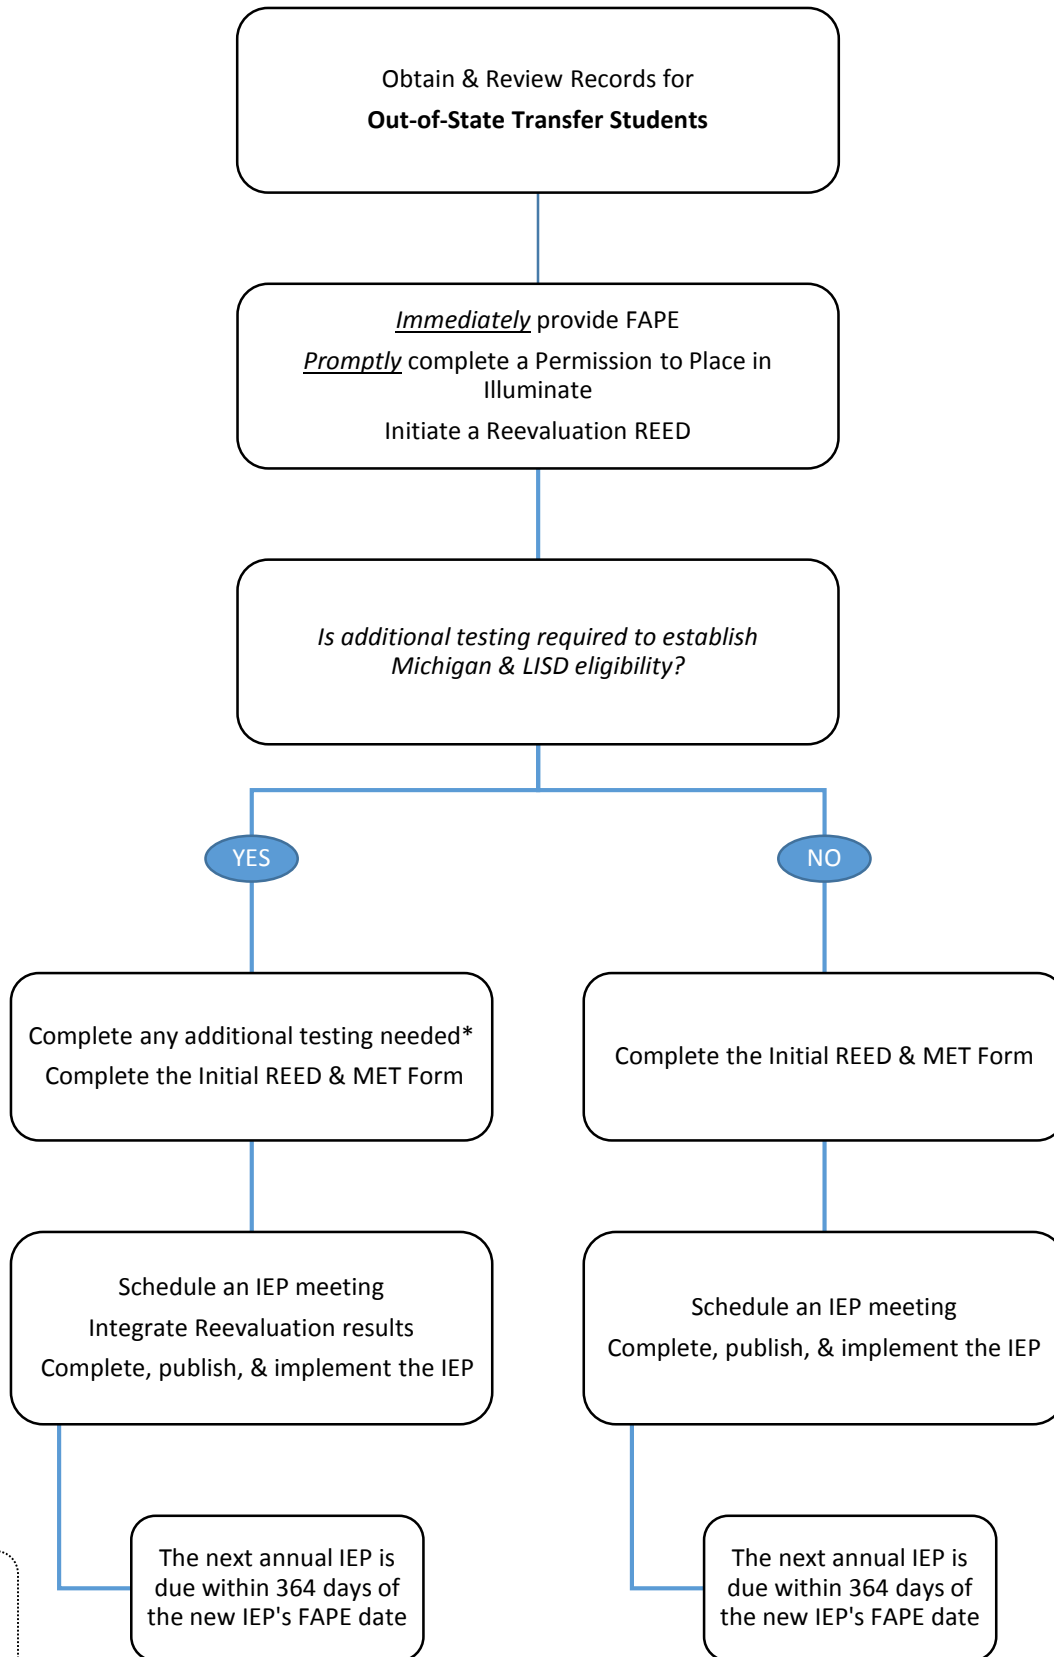 Obtain & Review Records for
Out-of-State Transfer Students
Immediately provide FAPE
Promptly complete a Permission to Place in
Illuminate
Initiate a Reevaluation REED
Is additional testing required to establish
Michigan & LISD eligibility?
YES
NO
Complete any additional testing needed*
Complete the Initial REED & MET Form
Complete the Initial REED & MET Form
Schedule an IEP meeting
Integrate Reevaluation results
Complete, publish, & implement the IEP
Schedule an IEP meeting
Complete, publish, & implement the IEP
The next annual IEP is
due within 364 days of
the new IEP's FAPE date
The next annual IEP is
due within 364 days of
the new IEP's FAPE date